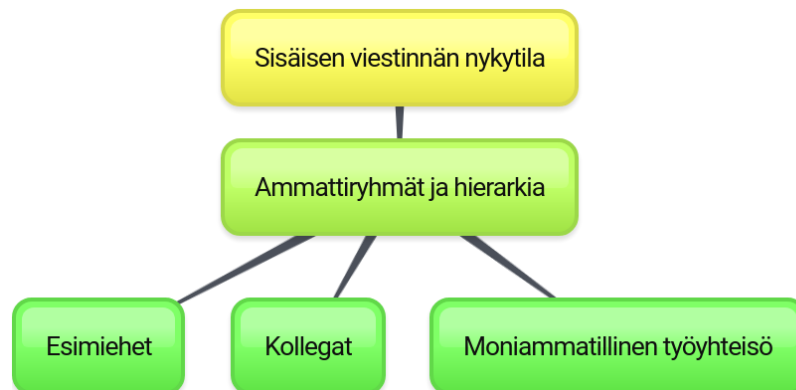 Sisäisen viestinnän nykytila
Ammattiryhmät ja hierarkia
Esimiehet
Kollegat
Moniammatillinen työyhteisö